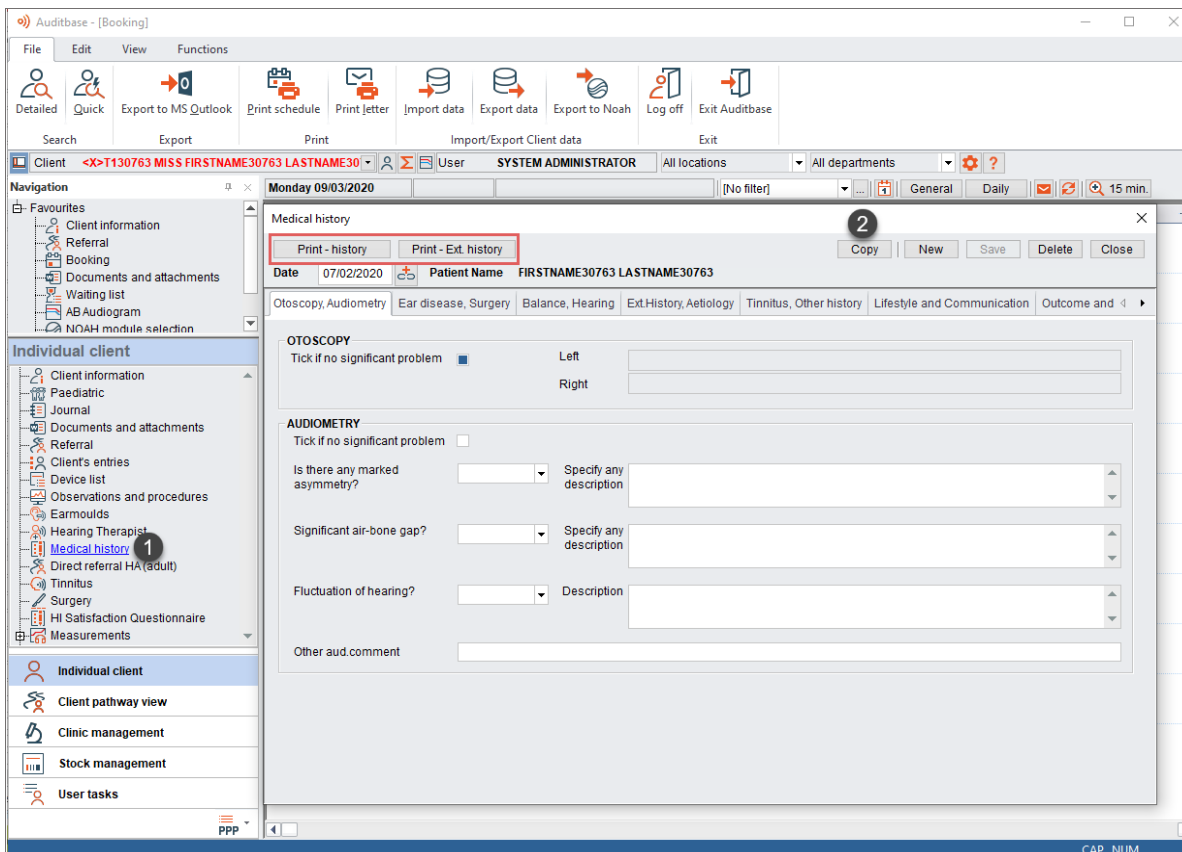 Auditbase - [Booking]
File Edit View Functions
Detailed Quick Export to MS Outlook Print schedule Print letter Import data Export data Export to Noah Log off Exit Auditbase
Search Export Print Import/Export Client data Exit
Client <X>T130763 MISS FIRSTNAME30763 LASTNAME30 User SYSTEM ADMINISTRATOR All locations All departments ?
Navigation
Monday 09/03/2020 [No filter] ... 1 General Daily 15 min.
Favourites
Client information
Referral
Booking
Documents and attachments
Waiting list
AB Audiogram
NOAH module selection
Individual client
Client information
Paediatric
Journal
Documents and attachments
Referral
Client's entries
Device list
Observations and procedures
Earmoulds
Hearing Therapist
Medical history 1
Direct referral HA (adult)
Tinnitus
Surgery
HI Satisfaction Questionnaire
Measurements
Individual client
Client pathway view
Clinic management
Stock management
User tasks
PPP
Medical history
2
Print - history Print - Ext. history Copy New Save Delete Close
Date 07/02/2020 Patient Name FIRSTNAME30763 LASTNAME30763
Otoscopy, Audiometry Ear disease, Surgery Balance, Hearing Ext.History, Aetiology Tinnitus, Other history Lifestyle and Communication Outcome and
OTOSCOPY
Tick if no significant problem Left
Right
AUDIOMETRY
Tick if no significant problem
Is there any marked asymmetry? Specify any description
Significant air-bone gap? Specify any description
Fluctuation of hearing? Description
Other aud.comment
CAP NUM